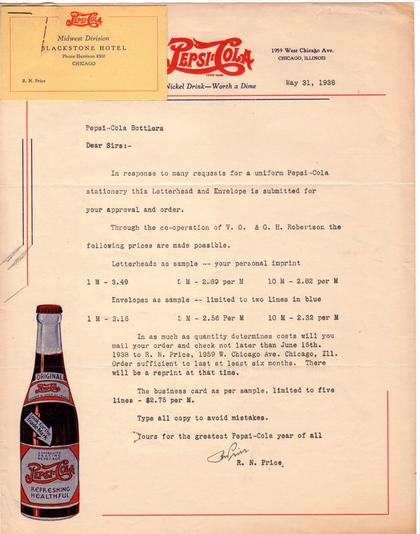 PEPSI-COLA
Midwest Division
BLACKSTONE HOTEL
Phone Harrison 4300
CHICAGO
R. N. Price
PEPSI-COLA
1959 West Chicago Ave.
CHICAGO, ILLINOIS
Nickel Drink—Worth a Dime
May 31, 1938
Pepsi-Cola Bottlers
Dear Sirs:-
In response to many requests for a uniform Pepsi-Cola
stationery this Letterhead and Envelope is submitted for
your approval and order.
Through the co-operation of V. O. & G. H. Robertson the
following prices are made possible.
Letterheads as sample -- your personal imprint
1 M - 3.49 5 M - 2.89 per M 10 M - 2.82 per M
Envelopes as sample -- limited to two lines in blue
1 M - 3.16 5 M - 2.56 Per M 10 M - 2.32 per M
In as much as quantity determines costs will you
mail your order and check not later than June 15th.
1938 to R. N. Price, 1959 W. Chicago Ave. Chicago, Ill.
Order sufficient to last at least six months. There
will be a reprint at that time.
The business card as per sample, limited to five
lines - $2.75 per M.
Type all copy to avoid mistakes.
Yours for the greatest Pepsi-Cola year of all
R. N. Price
ORIGINAL
PEPSI-COLA
PEPSI-COLA
REFRESHING
HEALTHFUL